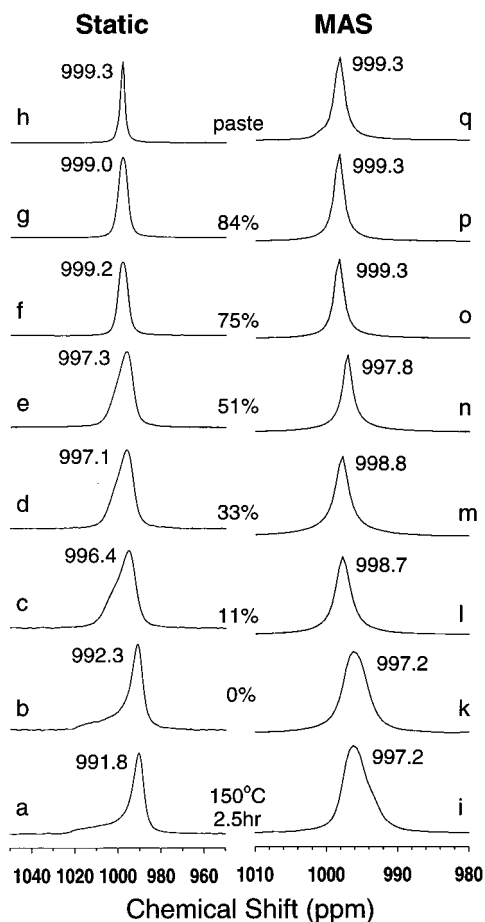 Static MAS
999.3 999.3
h paste q
999.0 999.3
g 84% p
999.2 999.3
f 75% o
997.3 997.8
e 51% n
997.1 998.8
d 33% m
996.4 998.7
c 11% l
992.3 997.2
b 0% k
991.8 997.2
a 150°C i
2.5hr
1040 1020 1000 980 960 1010 1000 990 980
Chemical Shift (ppm)